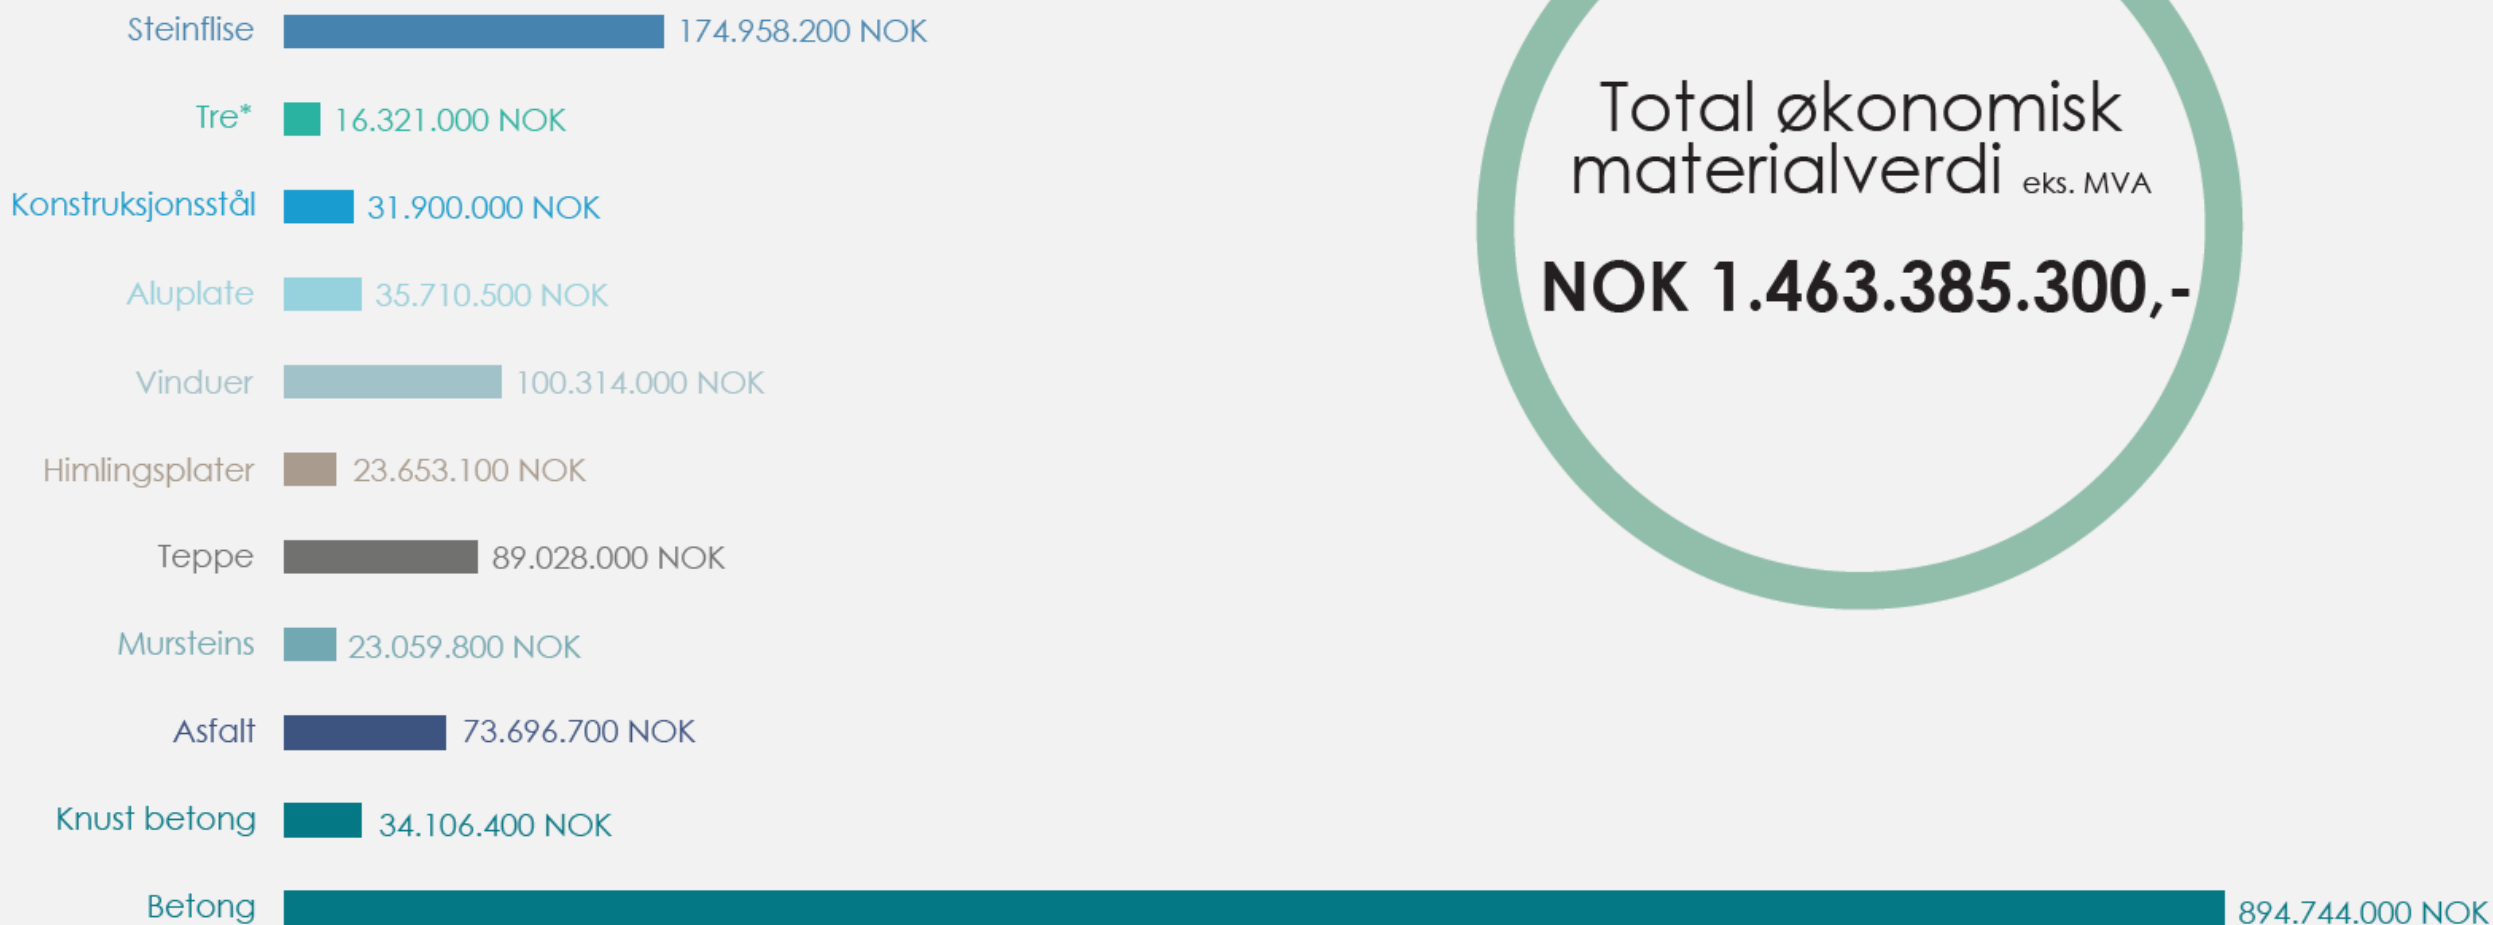 Steinflise 174.958.200 NOK
Tre* 16.321.000 NOK
Konstruksjonsstål 31.900.000 NOK
Aluplate 35.710.500 NOK
Vinduer 100.314.000 NOK
Himlingsplater 23.653.100 NOK
Teppe 89.028.000 NOK
Mursteins 23.059.800 NOK
Asfalt 73.696.700 NOK
Knust betong 34.106.400 NOK
Betong 894.744.000 NOK
Total økonomisk
materialverdi eks. MVA
NOK 1.463.385.300,-